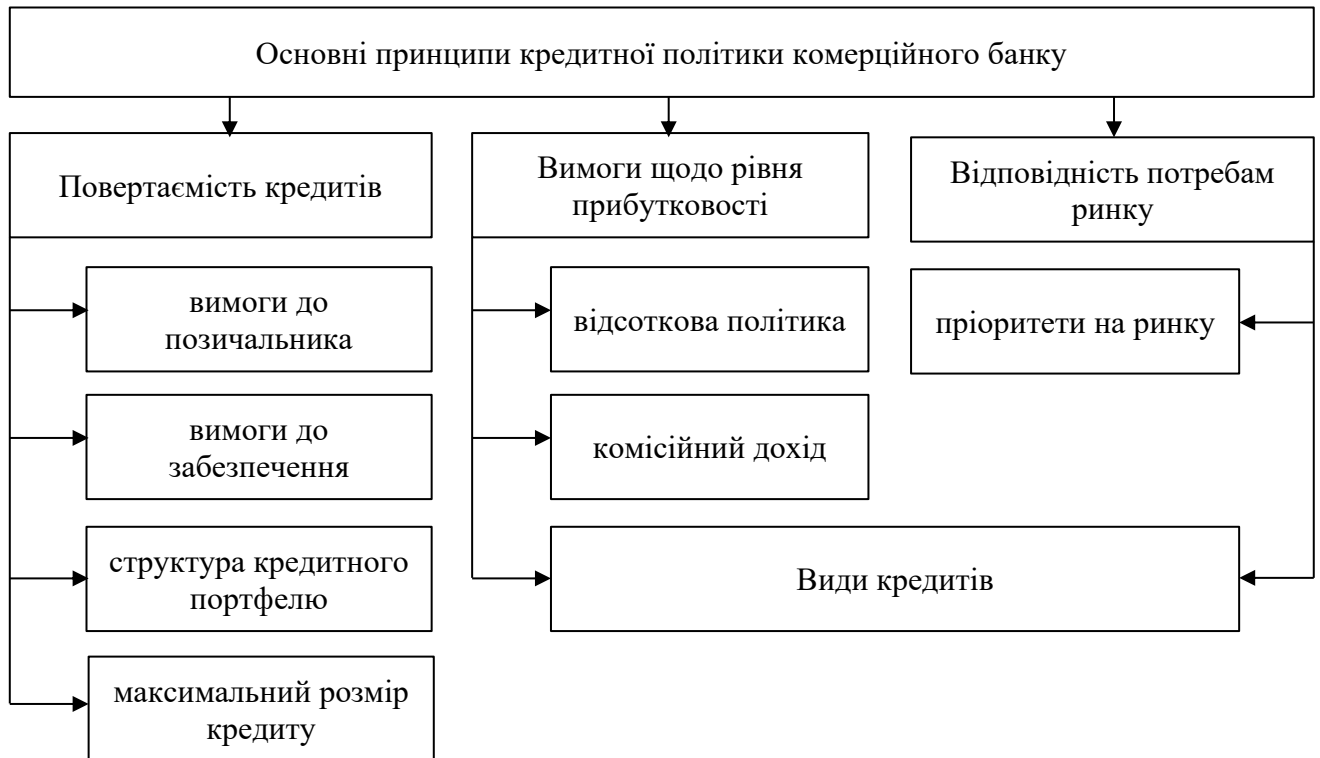 Основні принципи кредитної політики комерційного банку
Повертаємість кредитів
Вимоги щодо рівня
прибутковості
Відповідність потребам
ринку
вимоги до
позичальника
відсоткова політика
пріоритети на ринку
вимоги до
забезпечення
комісійний дохід
структура кредитного
портфелю
Види кредитів
максимальний розмір
кредиту